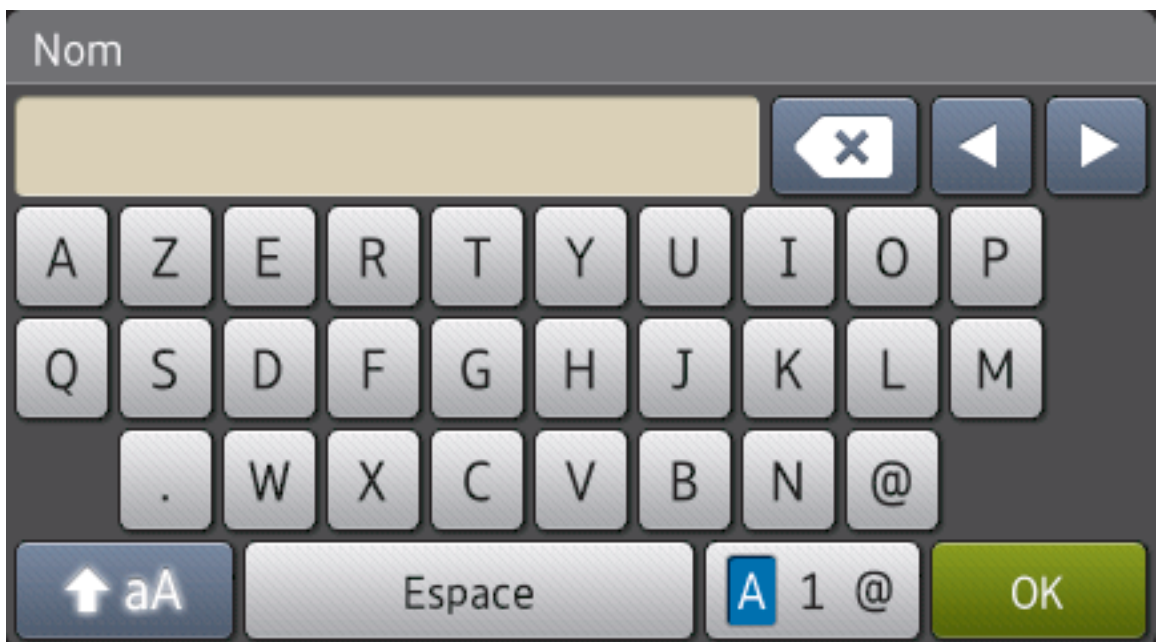 Nom
A Z E R T Y U I O P
Q S D F G H J K L M
. W X C V B N @
aA Espace A 1 @ OK